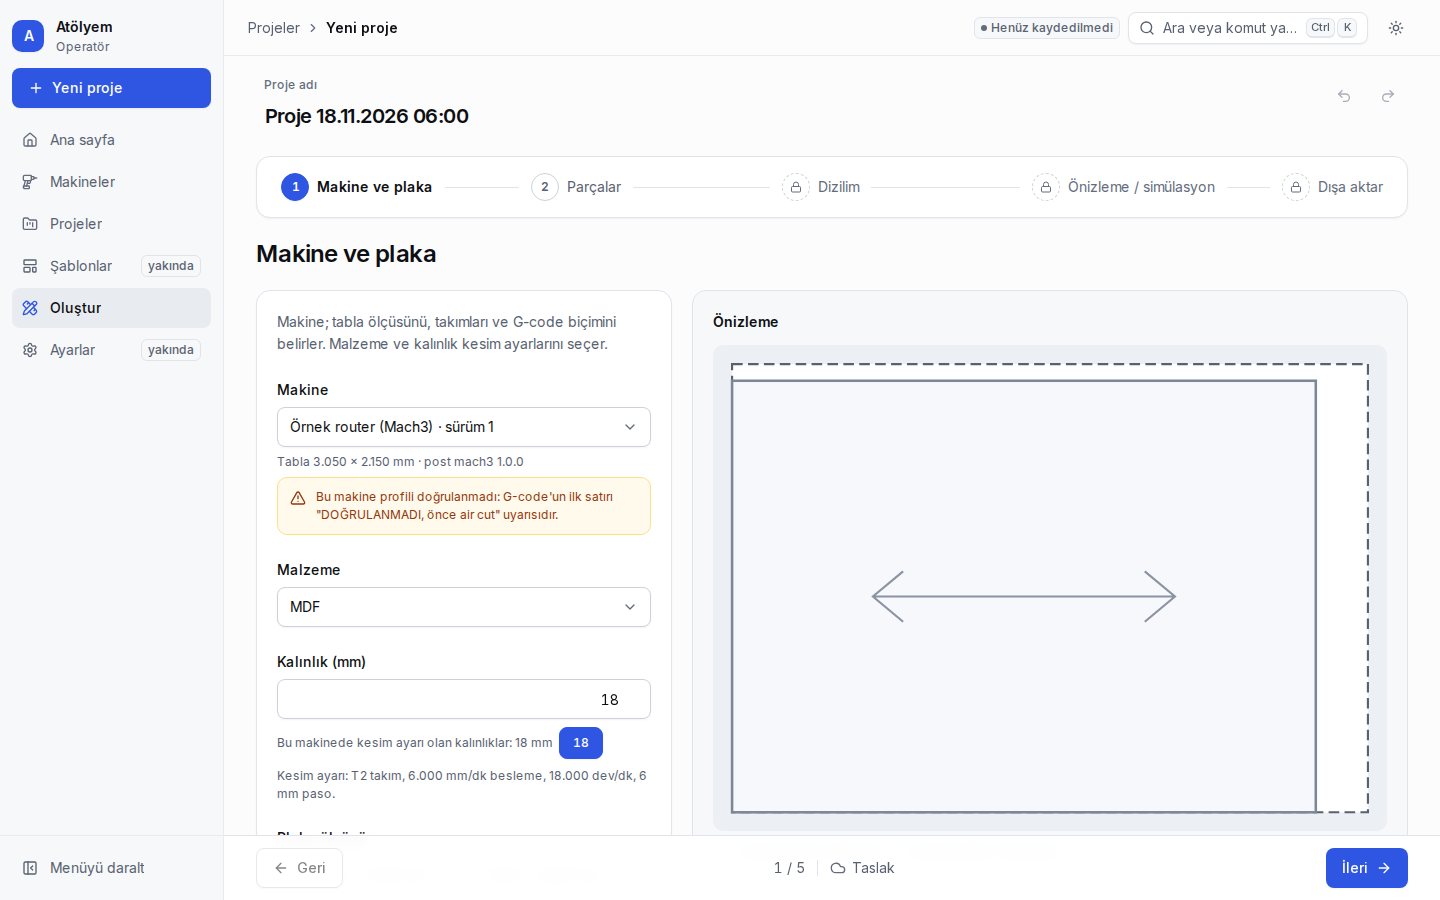 A
Atölyem
Operatör
Yeni proje
Ana sayfa
Makineler
Projeler
Şablonlar
yakında
Oluştur
Ayarlar
yakında
Menüyü daralt
Projeler
Yeni proje
Henüz kaydedilmedi
Ara veya komut ya...
Ctrl
K
Proje adı
Proje 18.11.2026 06:00
1
Makine ve plaka
2
Parçalar
Dizilim
Önizleme / simülasyon
Dışa aktar
Makine ve plaka
Makine; tabla ölçüsünü, takımları ve G-code biçimini
belirler. Malzeme ve kalınlık kesim ayarlarını seçer.
Makine
Örnek router (Mach3) · sürüm 1
Tabla 3.050 × 2.150 mm · post mach3 1.0.0
Bu makine profili doğrulanmadı: G-code'un ilk satırı
"DOĞRULANMADI, önce air cut" uyarısıdır.
Malzeme
MDF
Kalınlık (mm)
18
Bu makinede kesim ayarı olan kalınlıklar: 18 mm
18
Kesim ayarı: T2 takım, 6.000 mm/dk besleme, 18.000 dev/dk, 6
mm paso.
Önizleme
Geri
1 / 5
Taslak
İleri